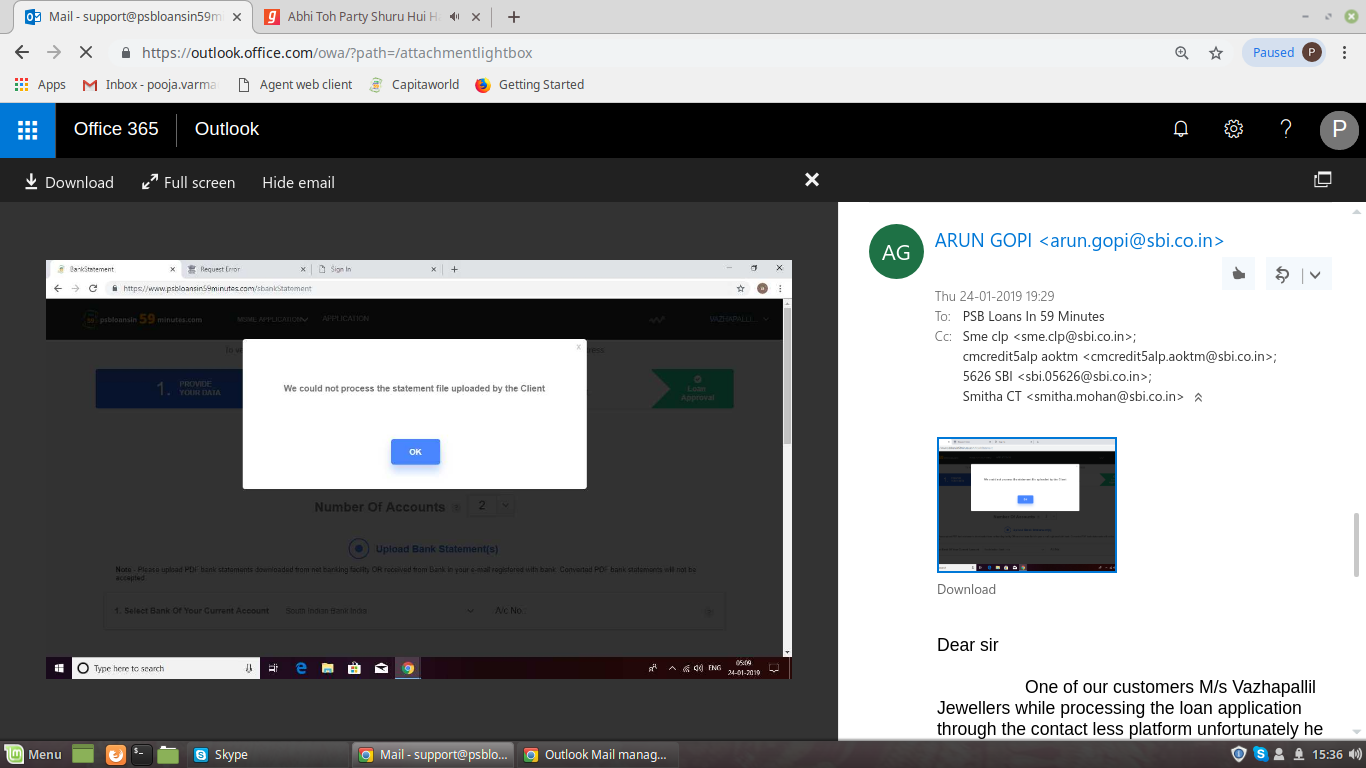 Mail - support@psbloansin59m
Abhi Toh Party Shuru Hui H
https://outlook.office.com/owa/?path=/attachmentlightbox
Paused P
Apps Inbox - pooja.varma Agent web client Capitaworld Getting Started
Office 365 Outlook
P
Download Full screen Hide email
BankStatement Request Error Sign In
https://www.psbloansin59minutes.com/sbankStatement
psbloansin 59 minutes.com MORE APPLICATION APPLICATION VAZHAPALLI...
1. PROVIDE YOUR DATA
Loan Approval
x
We could not process the statement file uploaded by the Client
OK
Number Of Accounts 2
Upload Bank Statement(s)
Note - Please upload PDF bank statements downloaded from net banking facility OR received from Bank in your e-mail registered with bank. Converted PDF bank statements will not be
accepted
1. Select Bank Of Your Current Account South Indian Bank India A/c No.
Type here to search
ENG 05:09
24-01-2019
AG
ARUN GOPI <arun.gopi@sbi.co.in>
Thu 24-01-2019 19:29
To: PSB Loans In 59 Minutes
Cc: Sme clp <sme.clp@sbi.co.in>;
cmcredit5alp aoktm <cmcredit5alp.aoktm@sbi.co.in>;
5626 SBI <sbi.05626@sbi.co.in>;
Smitha CT <smitha.mohan@sbi.co.in>
Download
Dear sir
One of our customers M/s Vazhapallil
Jewellers while processing the loan application
through the contact less platform unfortunately he
Menu Skype Mail - support@psblo... Outlook Mail manag... 15:36